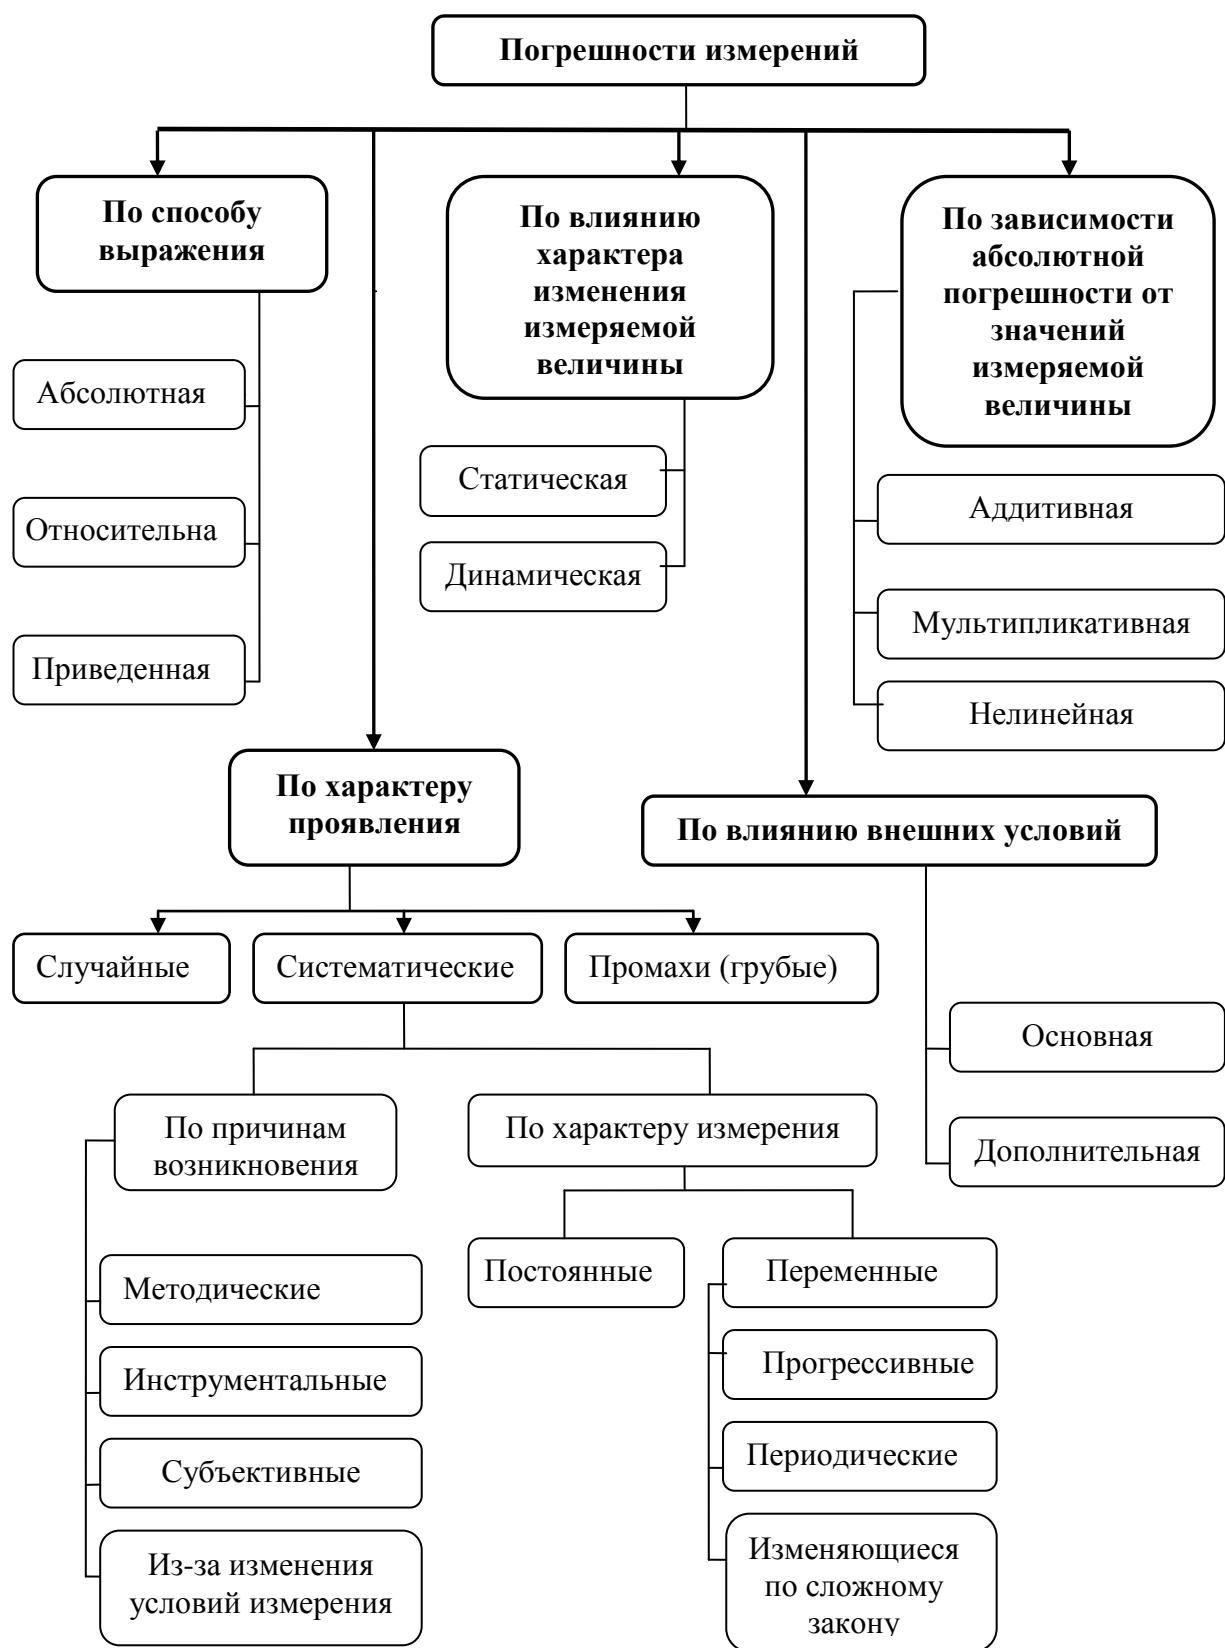 Погрешности измерений
По способу
выражения
Абсолютная
Относительна
Приведенная
По влиянию
характера
изменения
измеряемой
величины
Статическая
Динамическая
По зависимости
абсолютной
погрешности от
значений
измеряемой
величины
Аддитивная
Мультипликативная
Нелинейная
По характеру
проявления
Случайные
Систематические
Промахи (грубые)
По причинам
возникновения
Методические
Инструментальные
Субъективные
Из-за изменения
условий измерения
По характеру измерения
Постоянные
Переменные
Прогрессивные
Периодические
Изменяющиеся
по сложному
закону
По влиянию внешних условий
Основная
Дополнительная